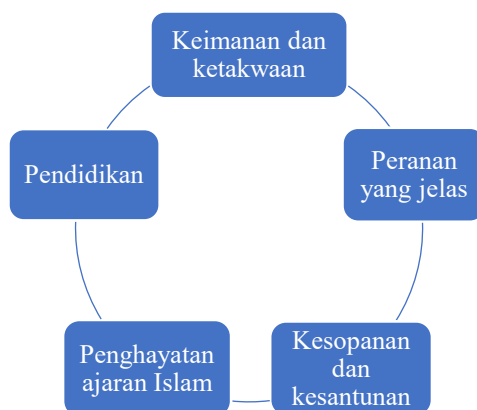 Keimanan dan
ketakwaan
Peranan
yang jelas
Kesopanan
dan
kesantunan
Penghayatan
ajaran Islam
Pendidikan